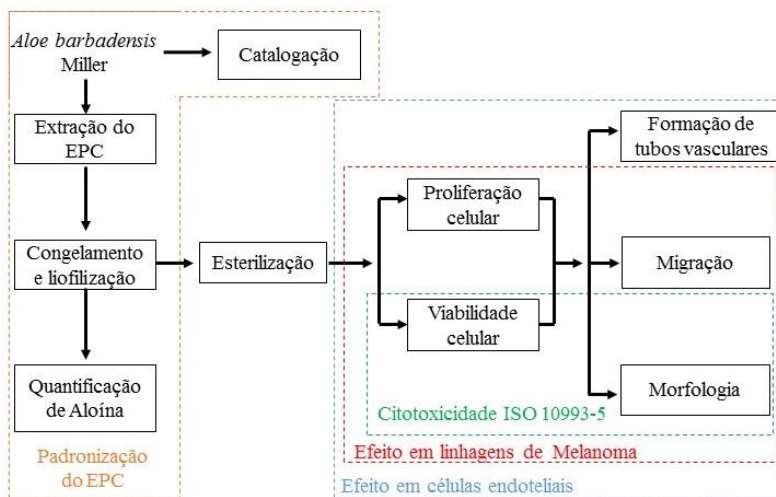 Aloe barbadensis
Miller
Catalogação
Extração do
EPC
Formação de
tubos vasculares
Proliferação
celular
Congelamento
e liofilização
Esterilização
Migração
Viabilidade
celular
Quantificação
de Aloína
Morfologia
Citotoxicidade ISO 10993-5
Padronização
do EPC
Efeito em linhagens de Melanoma
Efeito em células endoteliais